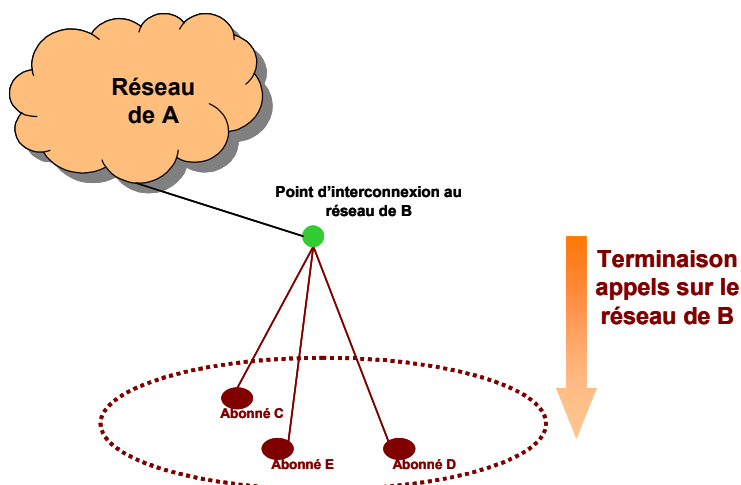 Réseau
de A
Point d'interconnexion au
réseau de B
Terminaison
appels sur le
réseau de B
Abonné C
Abonné E
Abonné D